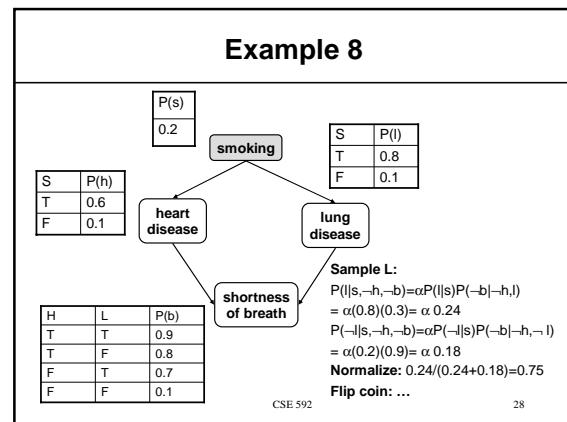 Example 8
P(s)
0.2
smoking
S P(l)
T 0.8
F 0.1
S P(h)
T 0.6
F 0.1
heart
disease
lung
disease
shortness
of breath
H L P(b)
T T 0.9
T F 0.8
F T 0.7
F F 0.1
Sample L:
P(l|s,¬h,¬b)=αP(l|s)P(¬b|¬h,l)
= α(0.8)(0.3)= α 0.24
P(¬l|s,¬h,¬b)=αP(¬l|s)P(¬b|¬h,¬ l)
= α(0.2)(0.9)= α 0.18
Normalize: 0.24/(0.24+0.18)=0.75
Flip coin: …
CSE 592 28